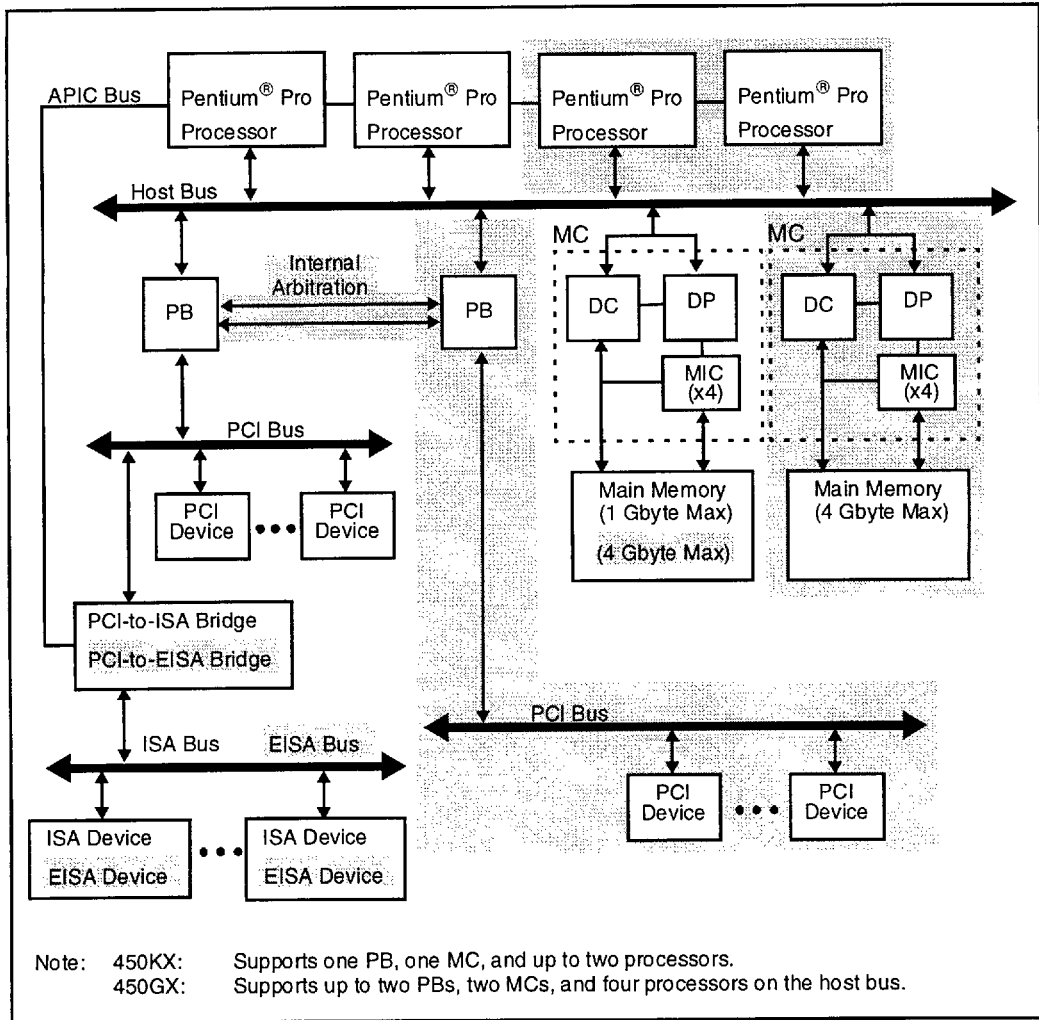 APIC Bus
Pentium® Pro
Processor
Pentium® Pro
Processor
Pentium® Pro
Processor
Pentium® Pro
Processor
Host Bus
Internal
Arbitration
PB
PB
MC
DC
DP
MIC
(x4)
MC
DC
DP
MIC
(x4)
PCI Bus
PCI
Device
PCI
Device
Main Memory
(1 Gbyte Max)
(4 Gbyte Max)
Main Memory
(4 Gbyte Max)
PCI-to-ISA Bridge
PCI-to-EISA Bridge
ISA Bus
EISA Bus
PCI Bus
PCI
Device
PCI
Device
ISA Device
EISA Device
ISA Device
EISA Device
Note: 450KX: Supports one PB, one MC, and up to two processors.
450GX: Supports up to two PBs, two MCs, and four processors on the host bus.